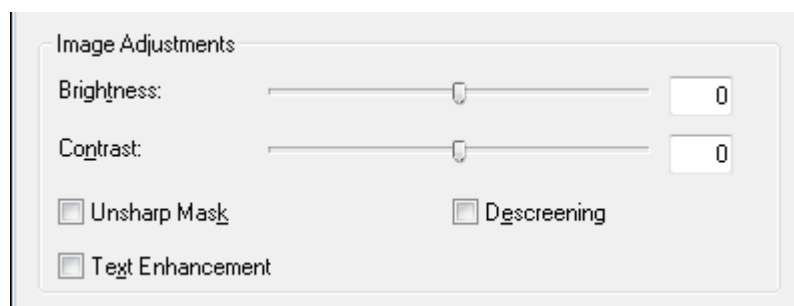 Image Adjustments
Brightness: 0
Contrast: 0
Unsharp Mask Descreening
Text Enhancement